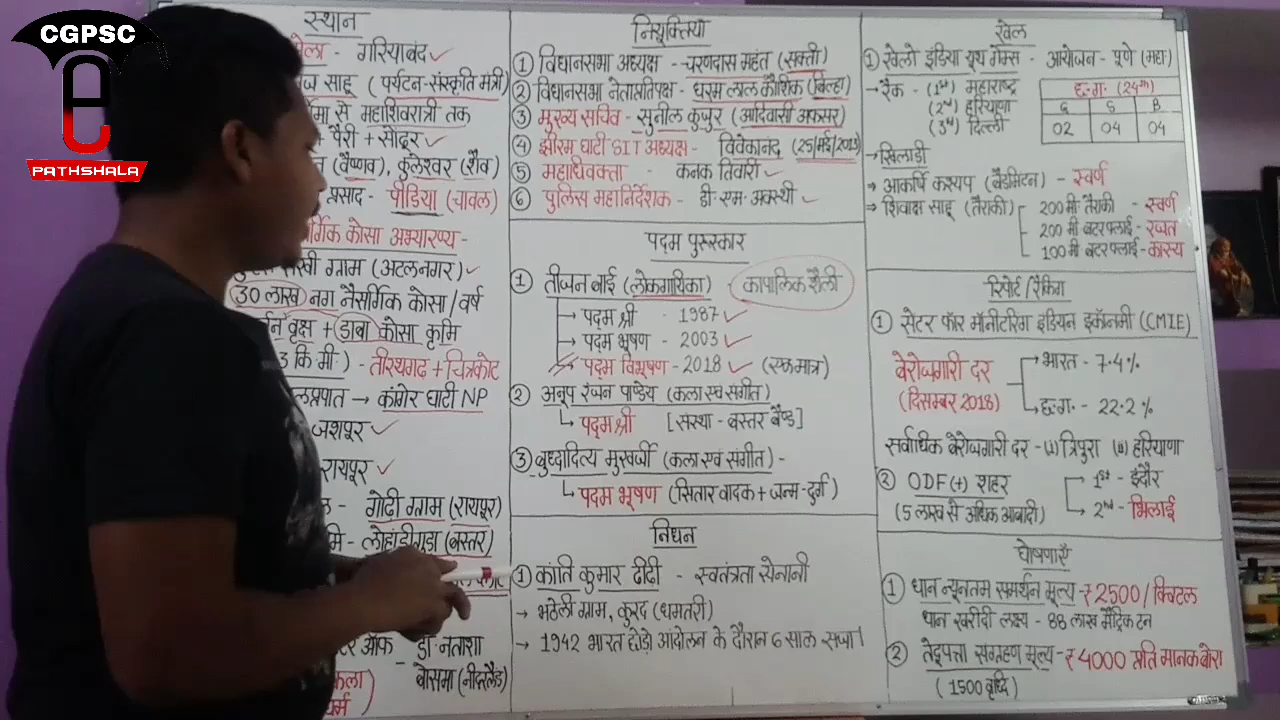 CGPSC
PATHSHALA
स्थान
मेला - गरियाबंद
साहू (पर्यटन-संस्कृति मंत्री)
से महाशिवरात्री तक
पैरी + सोंढूर
(वैष्णव), कुलेश्वर (शैव)
प्रसाद - पीडिया (चावल)
कोसा अभ्यारण्य -
ग्राम (अटलनगर)
30 लाख नग नैसर्गिक कोसा / वर्ष
वृक्ष + डाबा कोसा कृमि
कि.मी.) - तीरथगढ़ + चित्रकोट
→ कांगेर घाटी NP
जशपुर
रायपुर
- गोढ़ी ग्राम (रायपुर)
- लोहांडीगुड़ा (बस्तर)
ऑफ - डॉ. नताशा
बोसमा (नीदरलैंड)
नियुक्तियां
① विधानसभा अध्यक्ष - चरणदास महंत (सक्ती)
② विधानसभा नेताप्रतिपक्ष - धरम लाल कौशिक (बिल्हा)
③ मुख्य सचिव - सुनील कुजुर (आदिवासी अफसर)
④ झीरम घाटी SIT अध्यक्ष - विवेकानंद (25/मई/2013)
⑤ महाधिवक्ता - कनक तिवारी
⑥ पुलिस महानिर्देशक - डी.एम. अवस्थी
पद्म पुरुस्कार
① तीजन बाई (लोकगायिका) - कापालिक शैली
पद्म श्री - 1987
पद्म भूषण - 2003
पद्म विभूषण - 2018 (एकमात्र)
② अनूप रंजन पाण्डेय (कला एवं संगीत)
पद्म श्री [संस्था - बस्तर बैण्ड]
③ बुध्दादित्य मुखर्जी (कला एवं संगीत) -
पद्म भूषण (सितार वादक + जन्म-दुर्ग)
निधन
① कांति कुमार ढीढी - स्वतंत्रता सेनानी
→ भठेली ग्राम, कुरुद (धमतरी)
→ 1942 भारत छोड़ो आंदोलन के दौरान 6 साल सजा
खेल
① खेलो इंडिया यूथ गेम्स - आयोजन - पूणे (महा.)
- रैंक - (1st) महाराष्ट्र
(2nd) हरियाणा
(3rd) दिल्ली
छ.ग. (24th)
G S B
02 04 04
→ खिलाड़ी
→ आकर्षि कश्यप (बैडमिंटन) - स्वर्ण
→ शिवाक्ष साहू (तैराकी)
200 मी तैराकी - स्वर्ण
200 मी बटरफ्लाई - रजत
100 मी बटरफ्लाई - कांस्य
रिपोर्ट / रैंकिंग
① सेंटर फॉर मॉनीटरिंग इंडियन इकॉनामी (CMIE)
बेरोजगारी दर
(दिसम्बर 2018)
भारत - 7.4%
छ.ग. - 22.2%
सर्वाधिक बेरोजगारी दर - (i) त्रिपुरा (ii) हरियाणा
② ODF(+) शहर
(5 लाख से अधिक आबादी)
1st - इंदौर
2nd - भिलाई
घोषणाएँ
① धान न्यूनतम समर्थन मूल्य - ₹2500 / क्विंटल
धान खरीदी लक्ष्य - 88 लाख मैट्रिक टन
② तेंदूपत्ता संग्रहण मूल्य - ₹4000 प्रति मानक बोरा
(1500 वृद्धि)